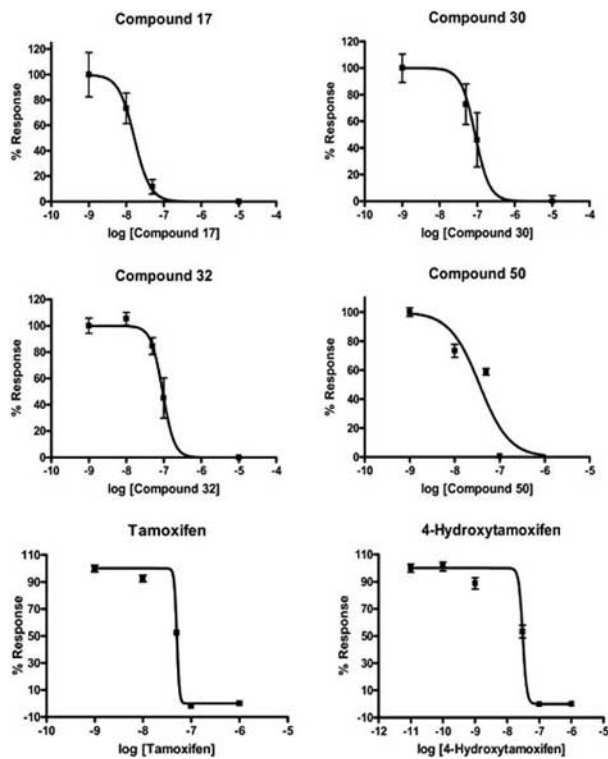 Compound 17
% Response
120
100
80
60
40
20
0
-10 -9 -8 -7 -6 -5 -4
log [Compound 17]
Compound 30
% Response
120
100
80
60
40
20
0
-10 -9 -8 -7 -6 -5 -4
log [Compound 30]
Compound 32
% Response
120
100
80
60
40
20
0
-10 -9 -8 -7 -6 -5 -4
log [Compound 32]
Compound 50
% Response
100
80
60
40
20
0
-10 -9 -8 -7 -6 -5
log [Compound 50]
Tamoxifen
% Response
110
90
70
50
30
10
-10
-10 -9 -8 -7 -6 -5
log [Tamoxifen]
4-Hydroxytamoxifen
% Response
110
90
70
50
30
10
-10
-12 -11 -10 -9 -8 -7 -6 -5
log [4-Hydroxytamoxifen]